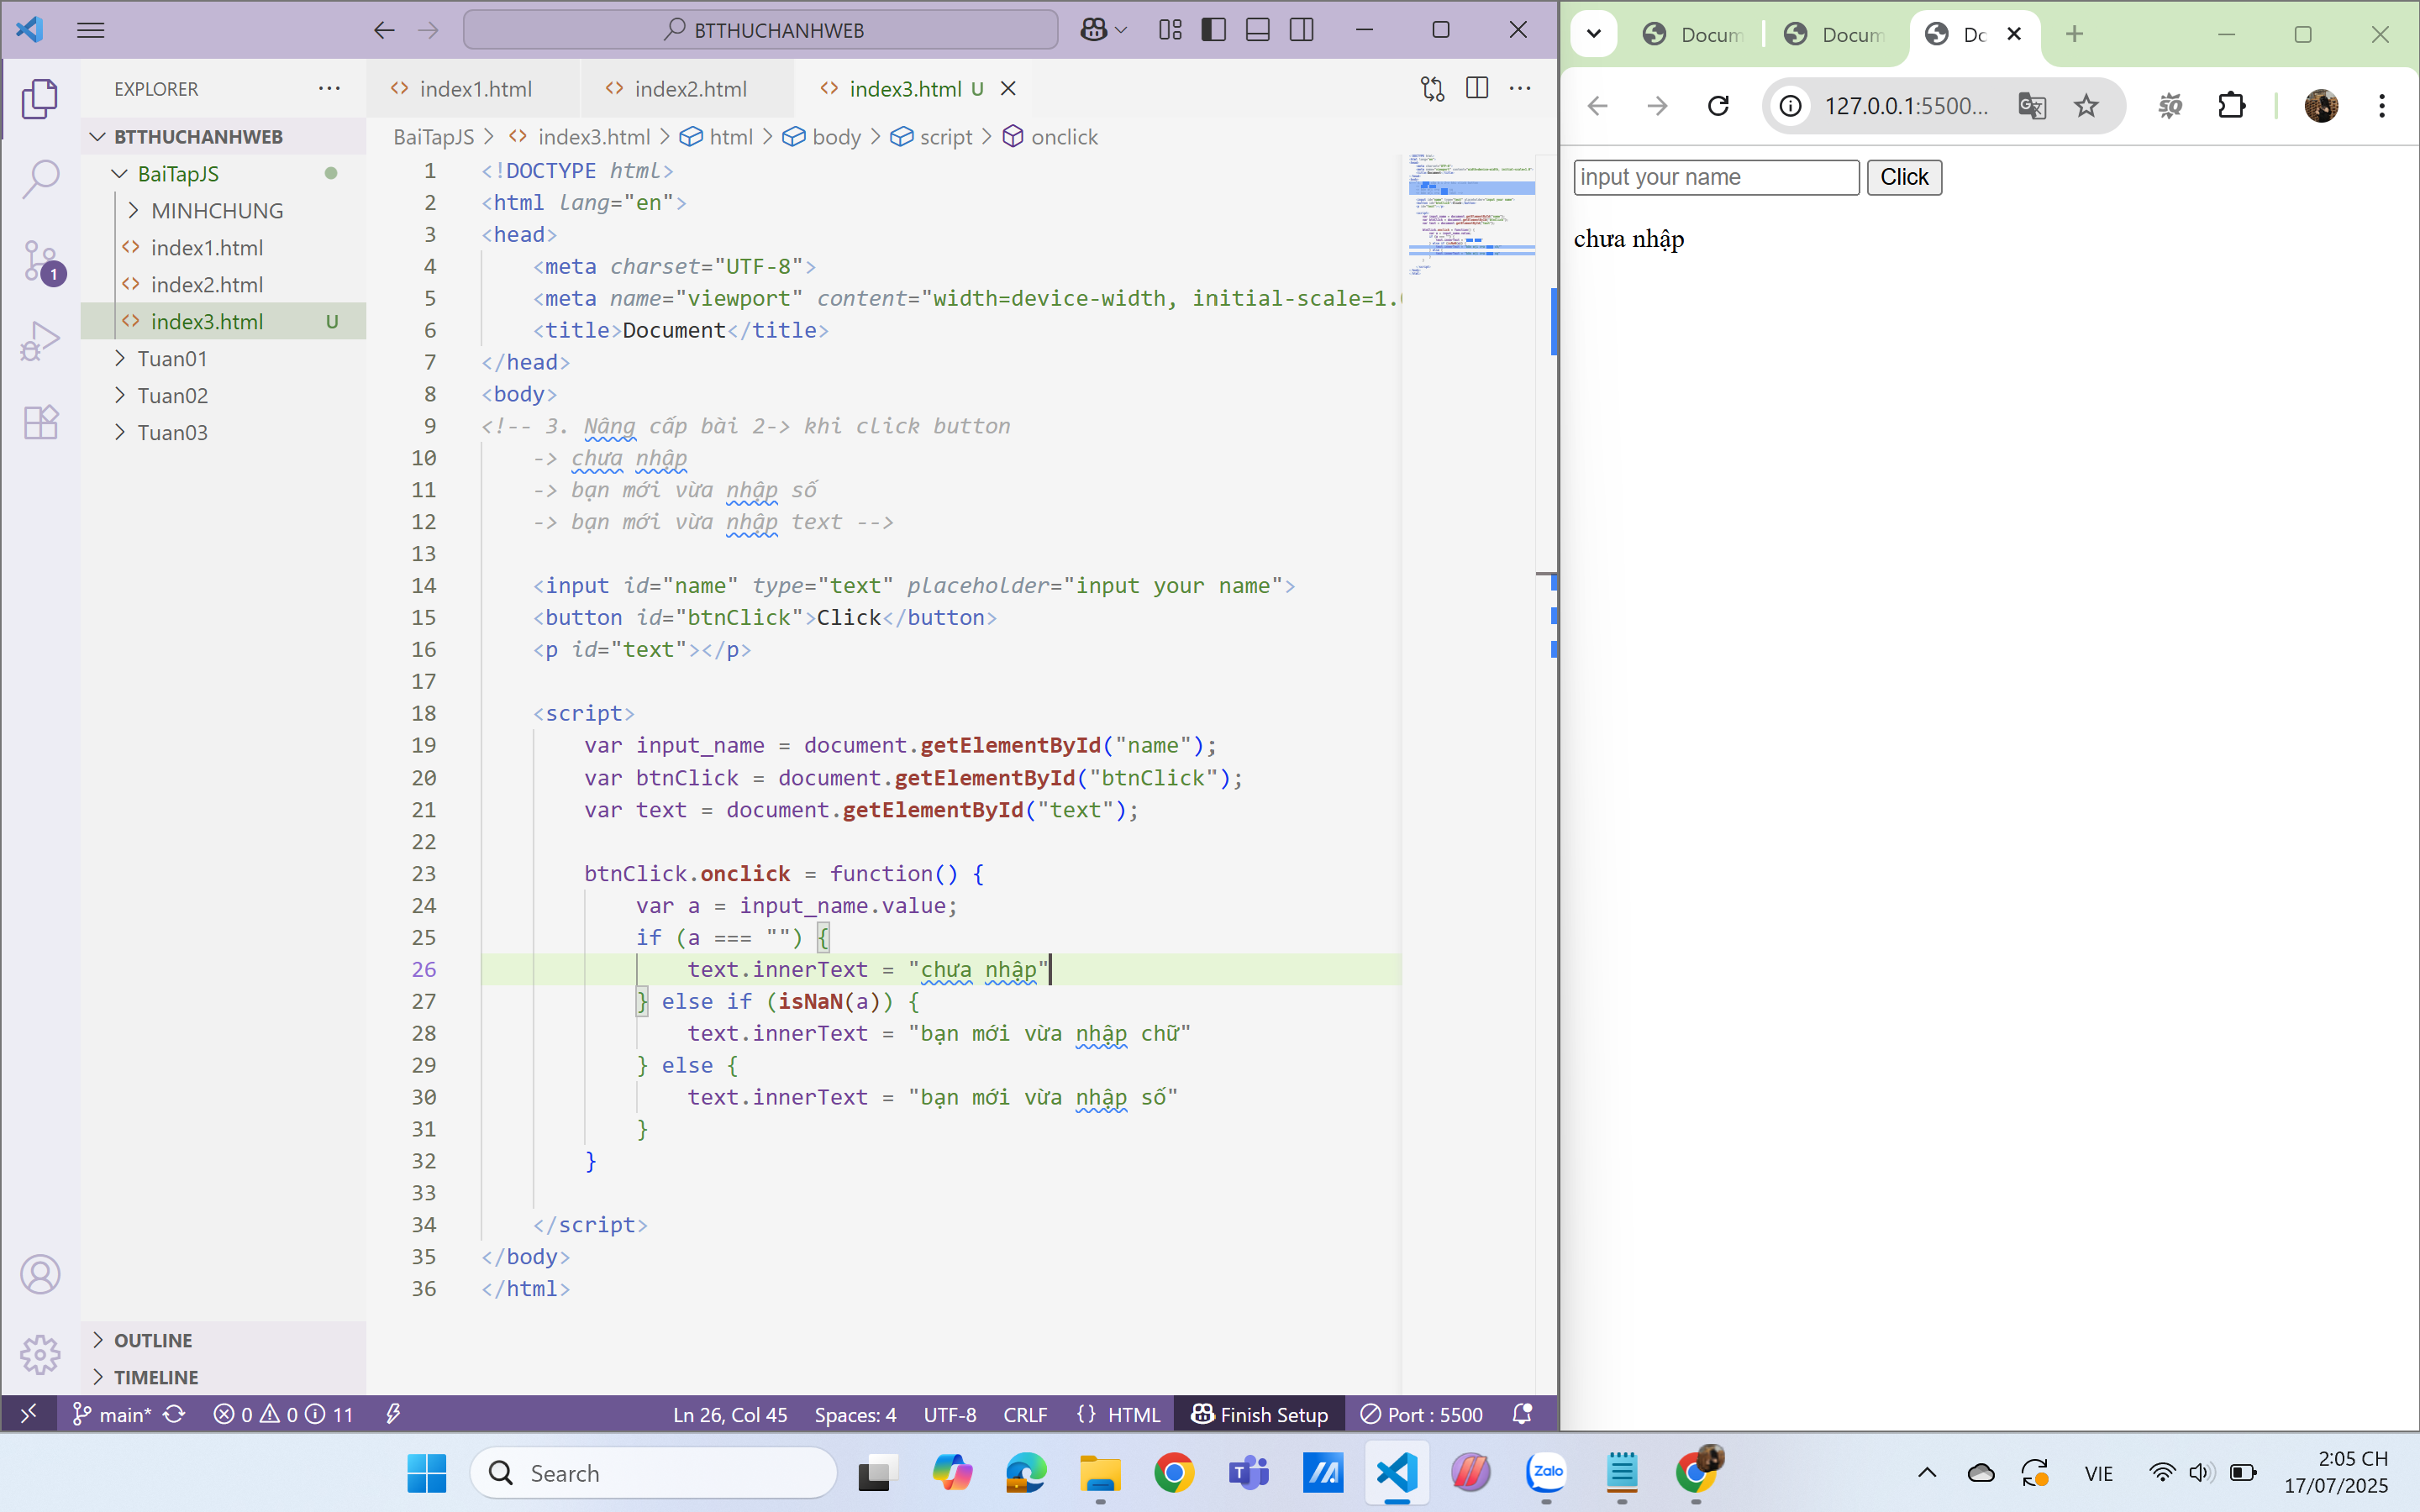 BTTHUCHANHWEB
EXPLORER
BTTHUCHANHWEB
BaiTapJS
MINHCHUNG
index1.html
index2.html
index3.html U
Tuan01
Tuan02
Tuan03
OUTLINE
TIMELINE
1
index1.html
index2.html
index3.html U
BaiTapJS > index3.html > html > body > script > onclick
1 <!DOCTYPE html>
2 <html lang="en">
3 <head>
4 <meta charset="UTF-8">
5 <meta name="viewport" content="width=device-width, initial-scale=1.
6 <title>Document</title>
7 </head>
8 <body>
9 <!-- 3. Nâng cấp bài 2-> khi click button
10 -> chưa nhập
11 -> bạn mới vừa nhập số
12 -> bạn mới vừa nhập text -->
13
14 <input id="name" type="text" placeholder="input your name">
15 <button id="btnClick">Click</button>
16 <p id="text"></p>
17
18 <script>
19 var input_name = document.getElementById("name");
20 var btnClick = document.getElementById("btnClick");
21 var text = document.getElementById("text");
22
23 btnClick.onclick = function() {
24 var a = input_name.value;
25 if (a === "") {
26 text.innerText = "chưa nhập"
27 } else if (isNaN(a)) {
28 text.innerText = "bạn mới vừa nhập chữ"
29 } else {
30 text.innerText = "bạn mới vừa nhập số"
31 }
32 }
33
34 </script>
35 </body>
36 </html>
main* 0 0 11
Ln 26, Col 45 Spaces: 4 UTF-8 CRLF {} HTML Finish Setup Port : 5500
Docum
Docum
Dc
127.0.0.1:5500...
input your name Click
chưa nhập
Search
Zalo
VIE
2:05 CH
17/07/2025